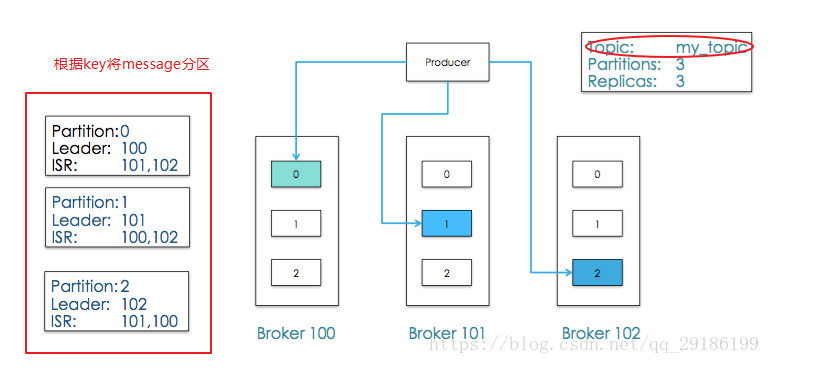 Topic: my_topic
Partitions: 3
Replicas: 3
Producer
根据key将message分区
Partition:0
Leader: 100
ISR: 101,102
Partition:1
Leader: 101
ISR: 100,102
Partition:2
Leader: 102
ISR: 101,100
0
1
2
Broker 100
0
1
2
Broker 101
0
1
2
Broker 102
https://blog.csdn.net/qq_29186199